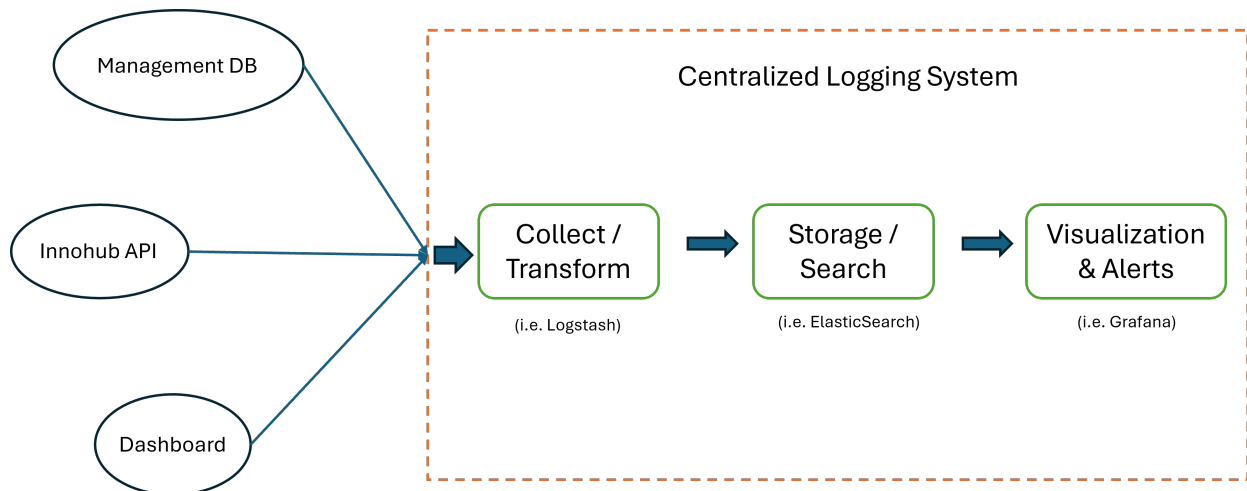 Management DB
Centralized Logging System
Innohub API
Collect /
Transform
(i.e. Logstash)
Storage /
Search
(i.e. ElasticSearch)
Visualization
& Alerts
(i.e. Grafana)
Dashboard